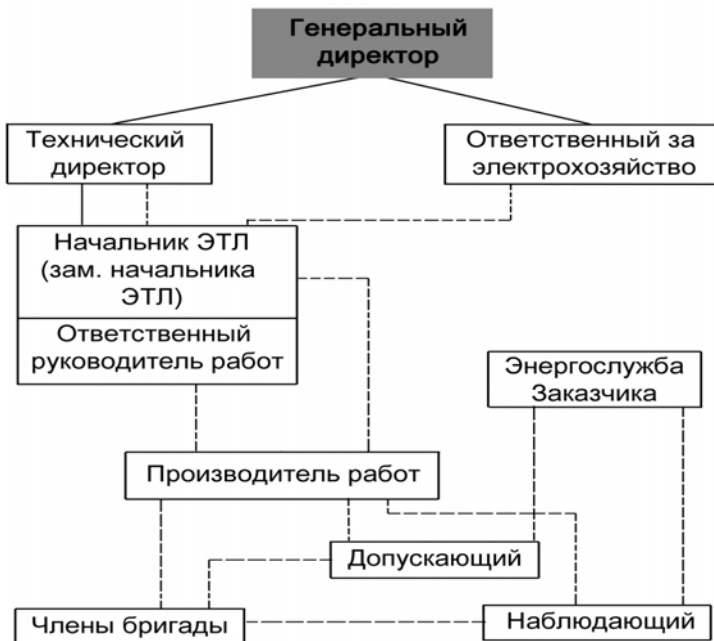 Генеральный
директор
Технический
директор
Ответственный за
электрохозяйство
Начальник ЭТЛ
(зам. начальника
ЭТЛ)
Ответственный
руководитель работ
Энергослужба
Заказчика
Производитель работ
Допускающий
Члены бригады
Наблюдающий